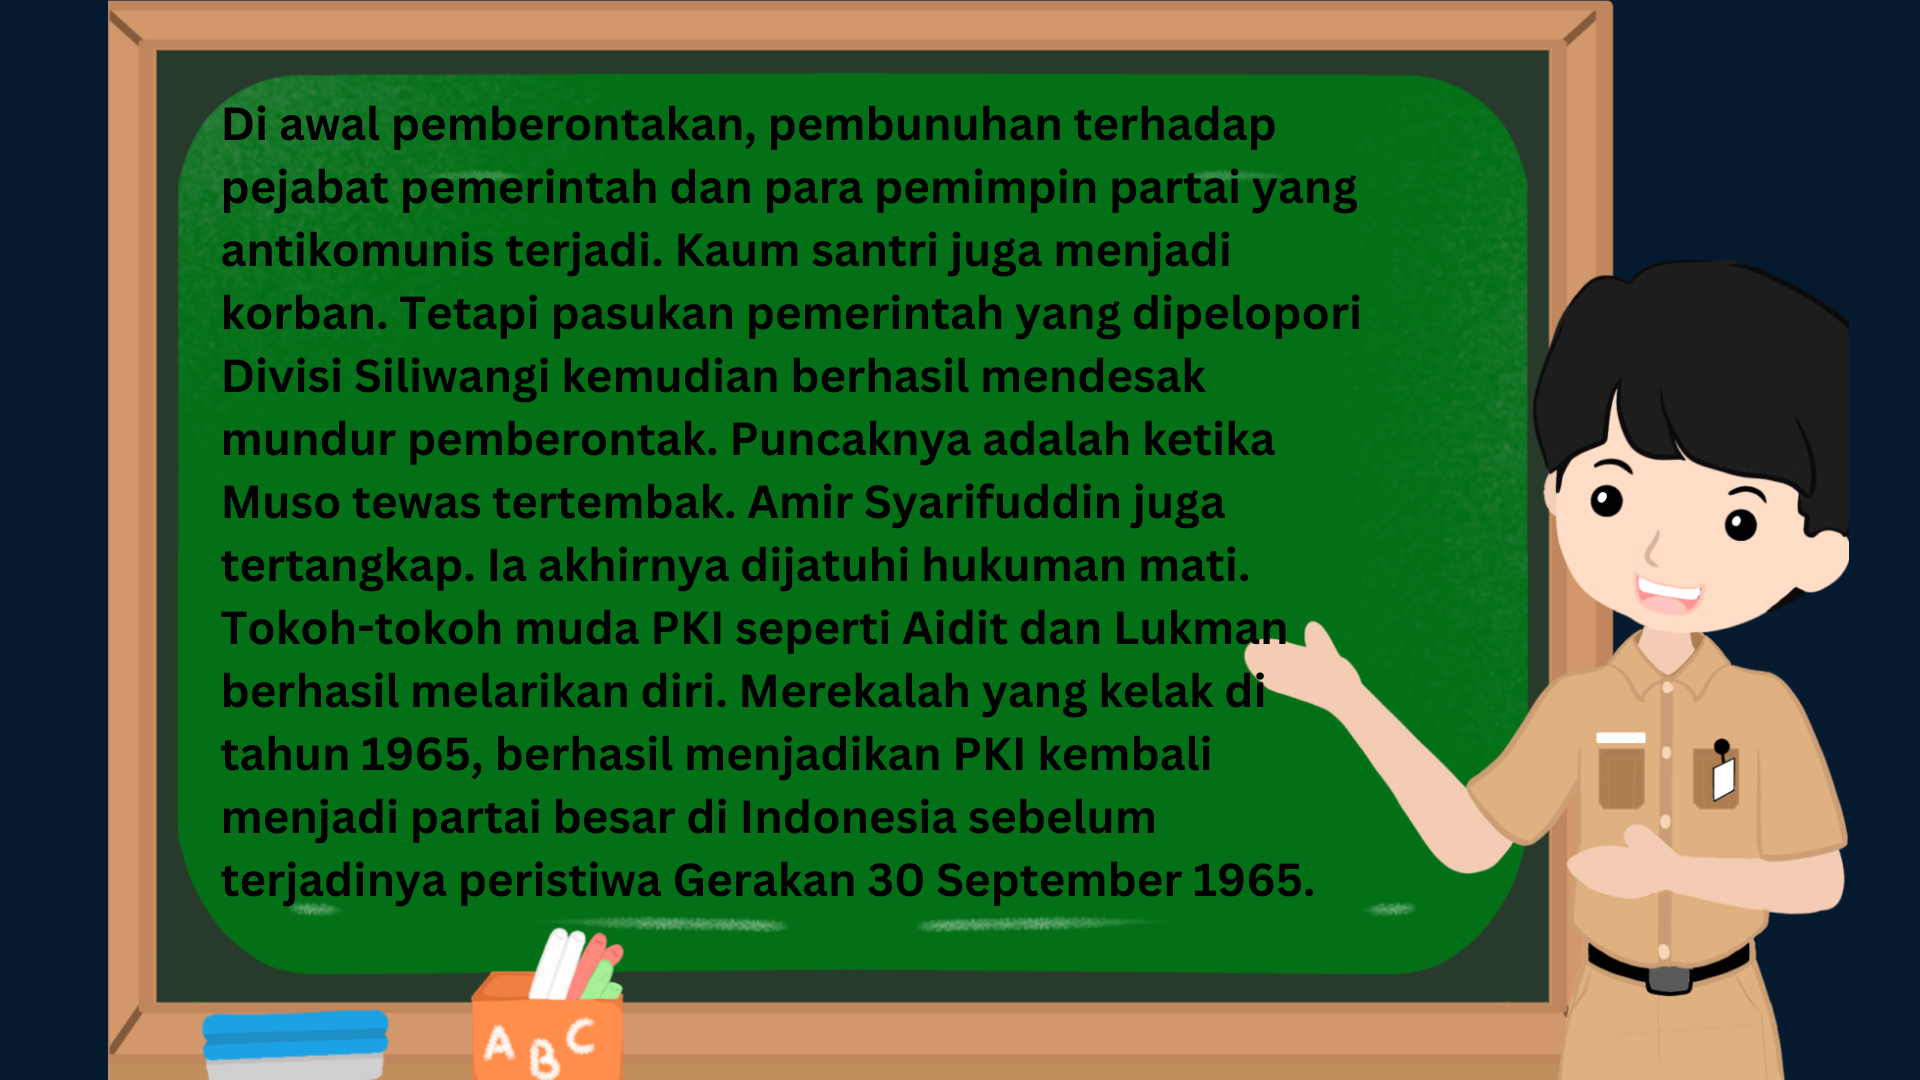 Di awal pemberontakan, pembunuhan terhadap
pejabat pemerintah dan para pemimpin partai yang
antikomunis terjadi. Kaum santri juga menjadi
korban. Tetapi pasukan pemerintah yang dipelopori
Divisi Siliwangi kemudian berhasil mendesak
mundur pemberontak. Puncaknya adalah ketika
Muso tewas tertembak. Amir Syarifuddin juga
tertangkap. Ia akhirnya dijatuhi hukuman mati.
Tokoh-tokoh muda PKI seperti Aidit dan Lukman
berhasil melarikan diri. Merekalah yang kelak di
tahun 1965, berhasil menjadikan PKI kembali
menjadi partai besar di Indonesia sebelum
terjadinya peristiwa Gerakan 30 September 1965.
A B C